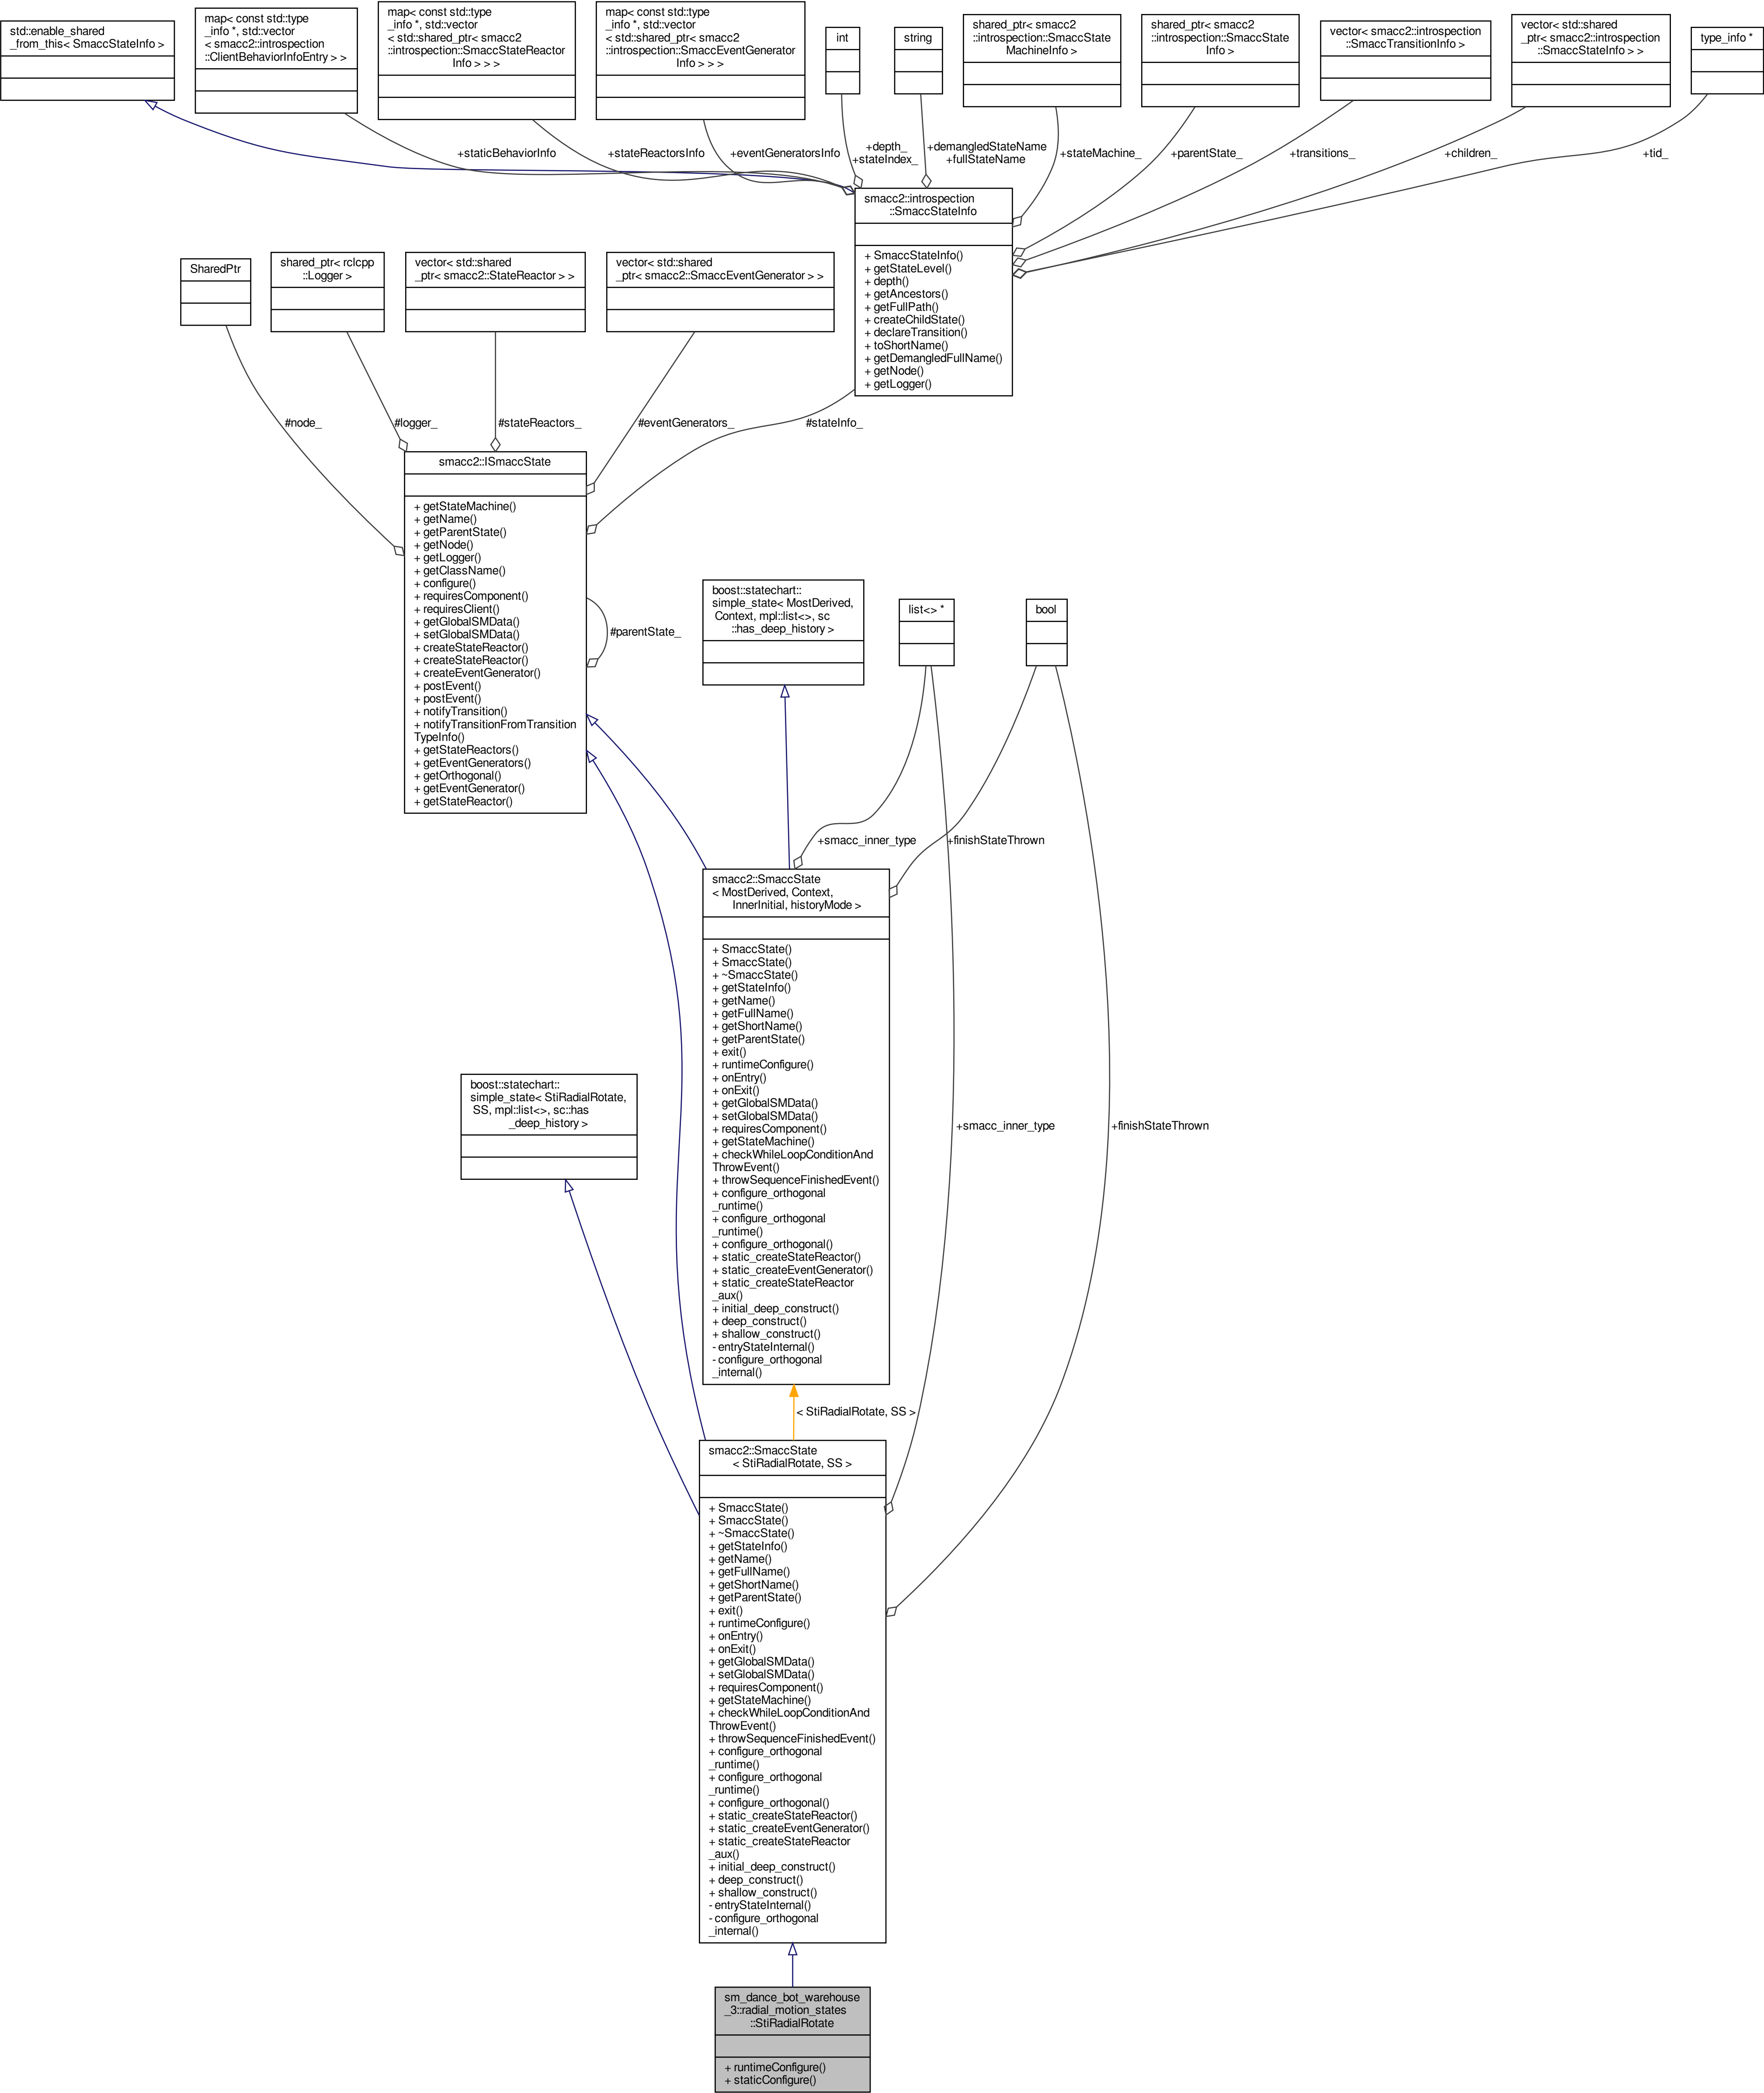 std::enable_shared
_from_this< SmaccStateInfo >
map< const std::type
_info *, std::vector
< smacc2::introspection
::ClientBehaviorInfoEntry > >
map< const std::type
_info *, std::vector
< std::shared_ptr< smacc2
::introspection::SmaccStateReactor
Info > > >
map< const std::type
_info *, std::vector
< std::shared_ptr< smacc2
::introspection::SmaccEventGenerator
Info > > >
int
string
shared_ptr< smacc2
::introspection::SmaccState
MachineInfo >
shared_ptr< smacc2
::introspection::SmaccState
Info >
vector< smacc2::introspection
::SmaccTransitionInfo >
vector< std::shared
_ptr< smacc2::introspection
::SmaccStateInfo > >
type_info *
+staticBehaviorInfo
+stateReactorsInfo
+eventGeneratorsInfo
+depth_
+stateIndex_
+demangledStateName
+fullStateName
+stateMachine_
+parentState_
+transitions_
+children_
+tid_
smacc2::introspection
::SmaccStateInfo
+ SmaccStateInfo()
+ getStateLevel()
+ depth()
+ getAncestors()
+ getFullPath()
+ createChildState()
+ declareTransition()
+ toShortName()
+ getDemangledFullName()
+ getNode()
+ getLogger()
SharedPtr
shared_ptr< rclcpp
::Logger >
vector< std::shared
_ptr< smacc2::StateReactor > >
vector< std::shared
_ptr< smacc2::SmaccEventGenerator > >
#node_
#logger_
#stateReactors_
#eventGenerators_
#stateInfo_
smacc2::ISmaccState
+ getStateMachine()
+ getName()
+ getParentState()
+ getNode()
+ getLogger()
+ getClassName()
+ configure()
+ requiresComponent()
+ requiresClient()
+ getGlobalSMData()
+ setGlobalSMData()
+ createStateReactor()
+ createStateReactor()
+ createEventGenerator()
+ postEvent()
+ postEvent()
+ notifyTransition()
+ notifyTransitionFromTransition
TypeInfo()
+ getStateReactors()
+ getEventGenerators()
+ getOrthogonal()
+ getEventGenerator()
+ getStateReactor()
#parentState_
boost::statechart::
simple_state< MostDerived,
Context, mpl::list<>, sc
::has_deep_history >
list<> *
bool
+smacc_inner_type
+finishStateThrown
smacc2::SmaccState
< MostDerived, Context,
InnerInitial, historyMode >
+ SmaccState()
+ SmaccState()
+ ~SmaccState()
+ getStateInfo()
+ getName()
+ getFullName()
+ getShortName()
+ getParentState()
+ exit()
+ runtimeConfigure()
+ onEntry()
+ onExit()
+ getGlobalSMData()
+ setGlobalSMData()
+ requiresComponent()
+ getStateMachine()
+ checkWhileLoopConditionAnd
ThrowEvent()
+ throwSequenceFinishedEvent()
+ configure_orthogonal
_runtime()
+ configure_orthogonal
_runtime()
+ configure_orthogonal()
+ static_createStateReactor()
+ static_createEventGenerator()
+ static_createStateReactor
_aux()
+ initial_deep_construct()
+ deep_construct()
+ shallow_construct()
- entryStateInternal()
- configure_orthogonal
_internal()
boost::statechart::
simple_state< StiRadialRotate,
SS, mpl::list<>, sc::has
_deep_history >
+smacc_inner_type
+finishStateThrown
< StiRadialRotate, SS >
smacc2::SmaccState
< StiRadialRotate, SS >
+ SmaccState()
+ SmaccState()
+ ~SmaccState()
+ getStateInfo()
+ getName()
+ getFullName()
+ getShortName()
+ getParentState()
+ exit()
+ runtimeConfigure()
+ onEntry()
+ onExit()
+ getGlobalSMData()
+ setGlobalSMData()
+ requiresComponent()
+ getStateMachine()
+ checkWhileLoopConditionAnd
ThrowEvent()
+ throwSequenceFinishedEvent()
+ configure_orthogonal
_runtime()
+ configure_orthogonal
_runtime()
+ configure_orthogonal()
+ static_createStateReactor()
+ static_createEventGenerator()
+ static_createStateReactor
_aux()
+ initial_deep_construct()
+ deep_construct()
+ shallow_construct()
- entryStateInternal()
- configure_orthogonal
_internal()
sm_dance_bot_warehouse
_3::radial_motion_states
::StiRadialRotate
+ runtimeConfigure()
+ staticConfigure()